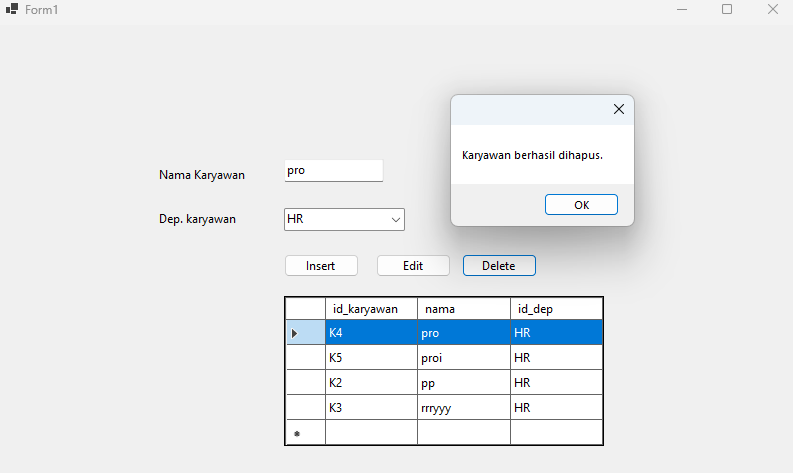 Form1
Karyawan berhasil dihapus.
OK
Nama Karyawan pro
Dep. karyawan HR
Insert Edit Delete
id_karyawan nama id_dep
K4 pro HR
K5 proi HR
K2 pp HR
K3 rrryyy HR